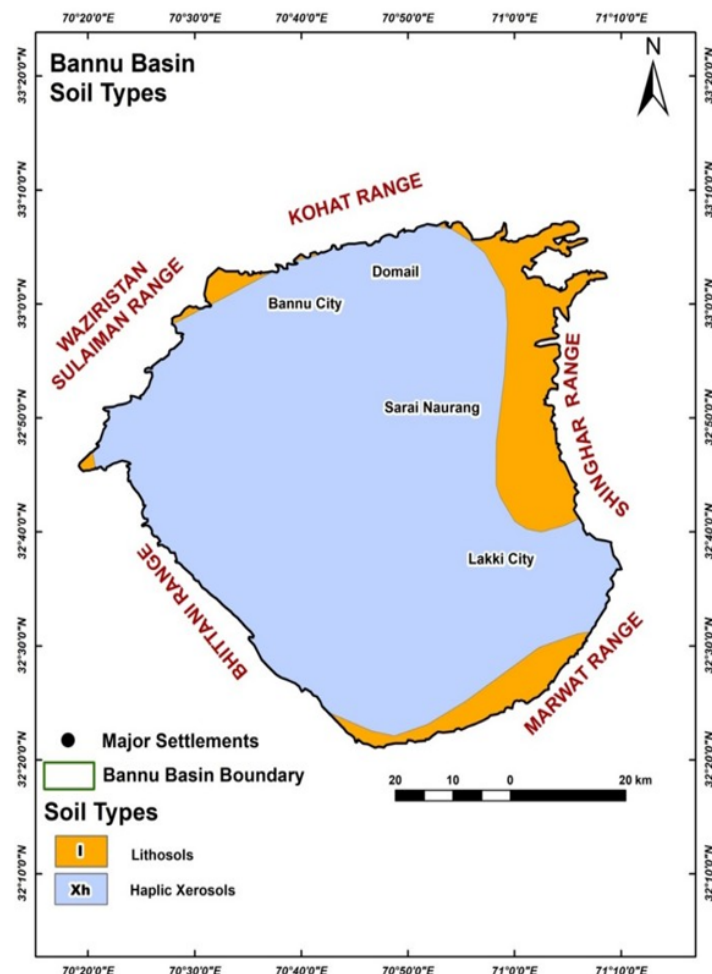 70°20'0"E 70°30'0"E 70°40'0"E 70°50'0"E 71°0'0"E 71°10'0"E
Bannu Basin
Soil Types
N
33°20'0"N 33°20'0"N
33°10'0"N 33°10'0"N
KOHAT RANGE
WAZIRISTAN
SULAIMAN RANGE
Domail
Bannu City
33°0'0"N 33°0'0"N
SHINGHAR RANGE
Sarai Naurang
32°50'0"N 32°50'0"N
32°40'0"N 32°40'0"N
Lakki City
BHITTANI RANGE
MARWAT RANGE
32°30'0"N 32°30'0"N
Major Settlements
32°20'0"N 32°20'0"N
Bannu Basin Boundary
20 10 0 20 km
Soil Types
I Lithosols
Xh Haplic Xerosols
32°10'0"N 32°10'0"N
70°20'0"E 70°30'0"E 70°40'0"E 70°50'0"E 71°0'0"E 71°10'0"E